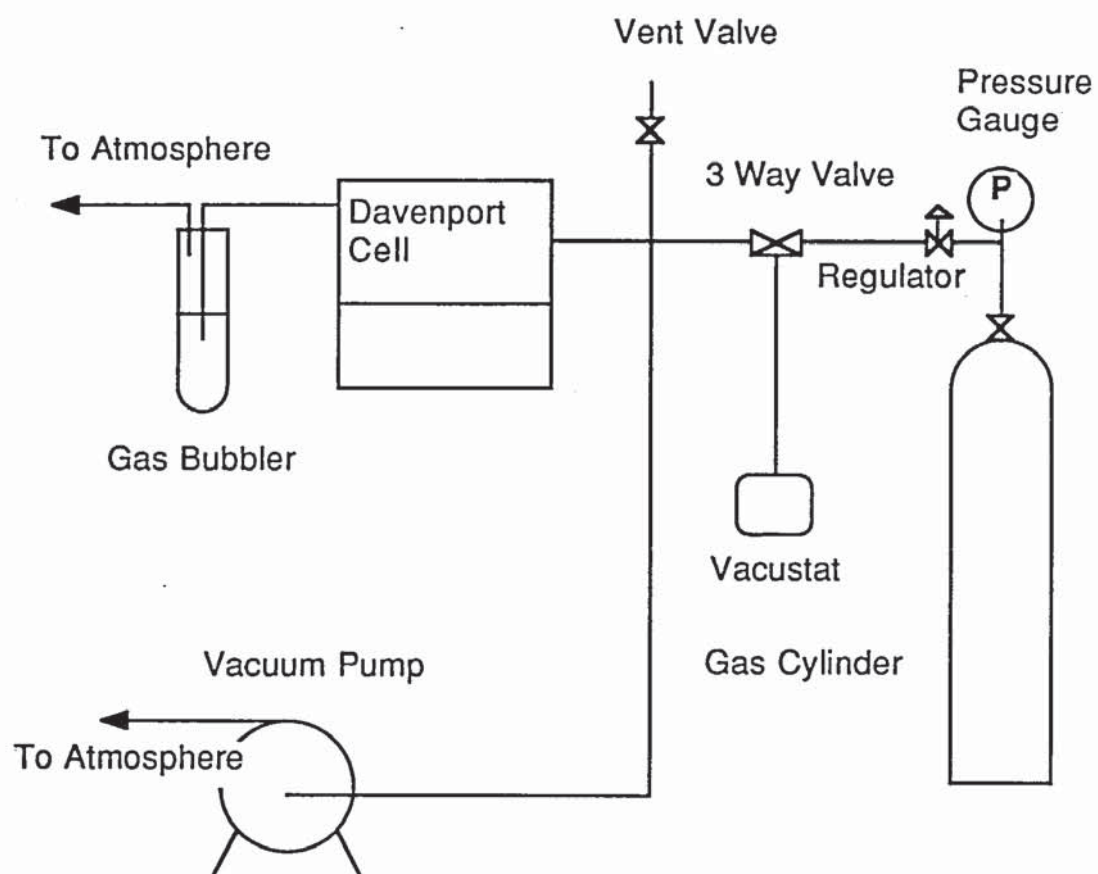 Vent Valve
Pressure
Gauge
To Atmosphere
3 Way Valve
P
Davenport
Cell
Regulator
Gas Bubbler
Vacustat
Vacuum Pump
Gas Cylinder
To Atmosphere